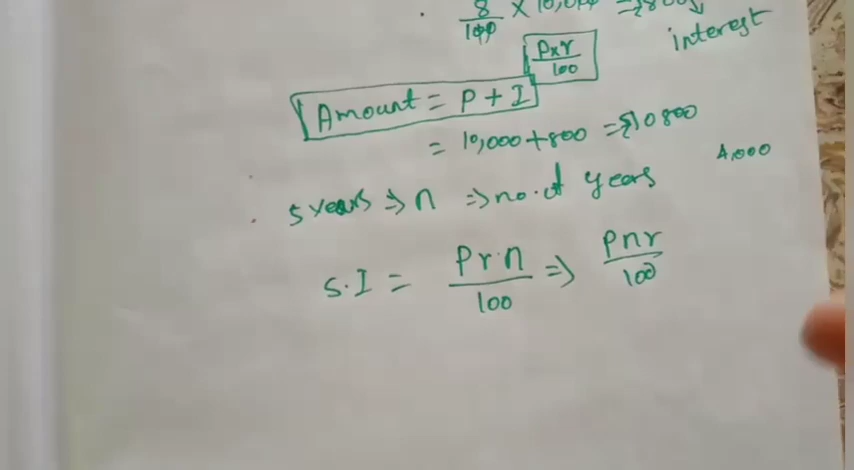 8/100 × 10,000 = ₹800
interest
P×r/100
Amount = P + I
= 10,000 + 800 = ₹10800
4,000
5 years ⇒ n ⇒ no. of years
S.I = Pr.n/100 ⇒ Pnr/100